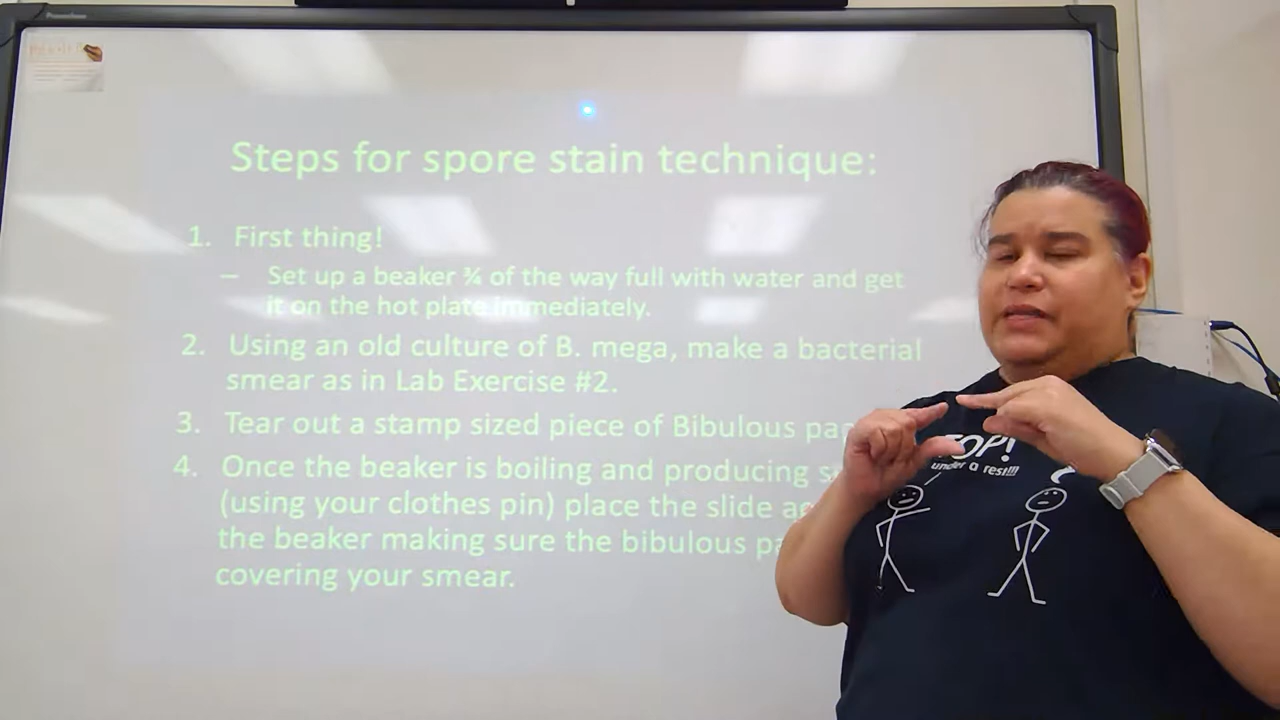 Steps for spore stain technique:
1. First thing!
– Set up a beaker ¾ of the way full with water and get
it on the hot plate immediately.
2. Using an old culture of B. mega, make a bacterial
smear as in Lab Exercise #2.
3. Tear out a stamp sized piece of Bibulous
4. Once the beaker is boiling and producing
(using your clothes pin) place the slide
the beaker making sure the bibulous
covering your smear.
under a rest!!!